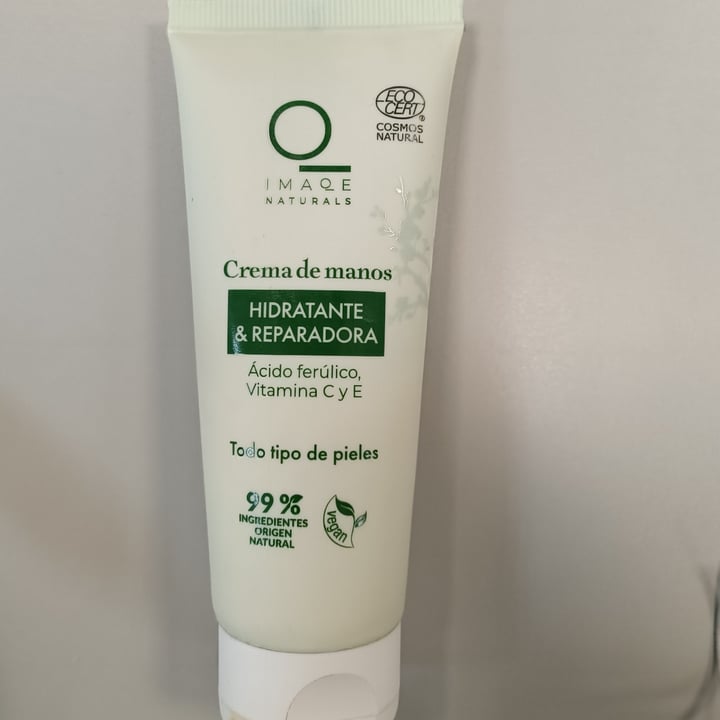 ECO
CERT
®
COSMOS
NATURAL
IMAQE
NATURALS
Crema de manos
HIDRATANTE
& REPARADORA
Ácido ferúlico,
Vitamina C y E
Todo tipo de pieles
99 %
INGREDIENTES
ORIGEN
NATURAL
vegan